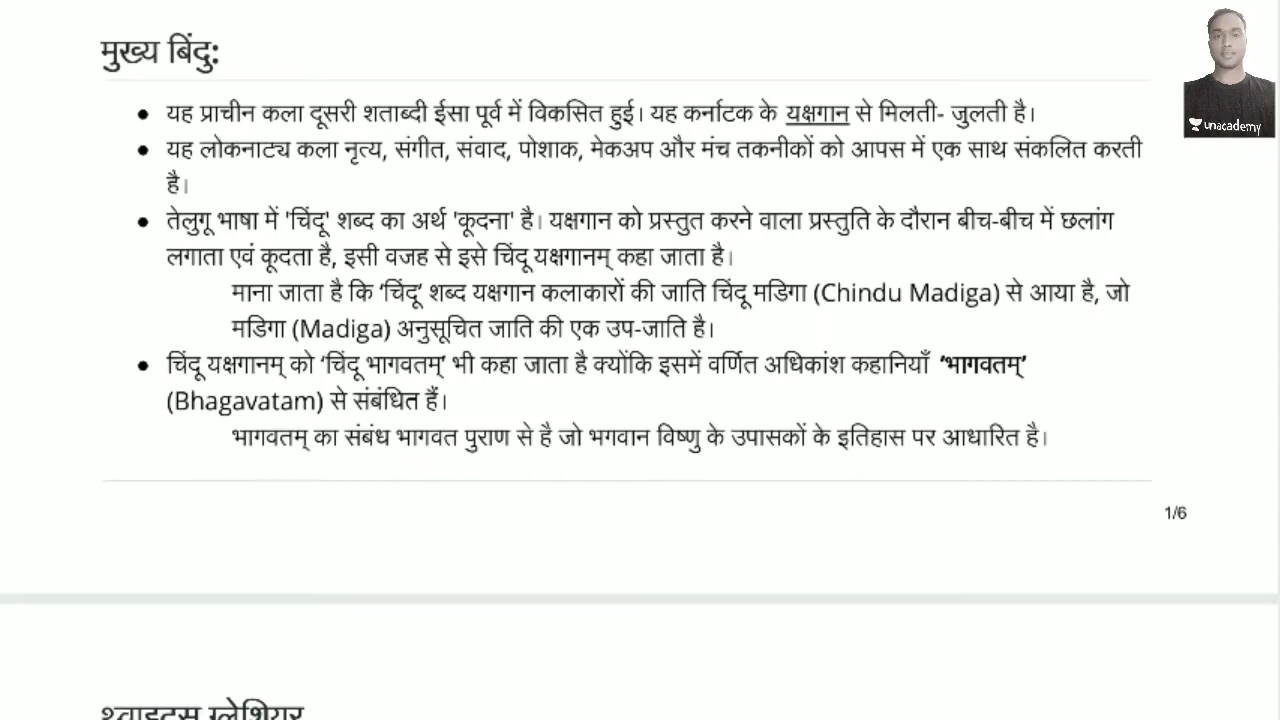 मुख्य बिंदु:
unacademy
यह प्राचीन कला दूसरी शताब्दी ईसा पूर्व में विकसित हुई। यह कर्नाटक के यक्षगान से मिलती- जुलती है।
यह लोकनाट्य कला नृत्य, संगीत, संवाद, पोशाक, मेकअप और मंच तकनीकों को आपस में एक साथ संकलित करती
है।
तेलुगू भाषा में 'चिंदू' शब्द का अर्थ 'कूदना' है। यक्षगान को प्रस्तुत करने वाला प्रस्तुति के दौरान बीच-बीच में छलांग
लगाता एवं कूदता है, इसी वजह से इसे चिंदू यक्षगानम् कहा जाता है।
माना जाता है कि ‘चिंदू’ शब्द यक्षगान कलाकारों की जाति चिंदू मडिगा (Chindu Madiga) से आया है, जो
मडिगा (Madiga) अनुसूचित जाति की एक उप-जाति है।
चिंदू यक्षगानम् को ‘चिंदू भागवतम्’ भी कहा जाता है क्योंकि इसमें वर्णित अधिकांश कहानियाँ ‘भागवतम्’
(Bhagavatam) से संबंधित हैं।
भागवतम् का संबंध भागवत पुराण से है जो भगवान विष्णु के उपासकों के इतिहास पर आधारित है।
1/6
थ्वाइट्स ग्लेशियर